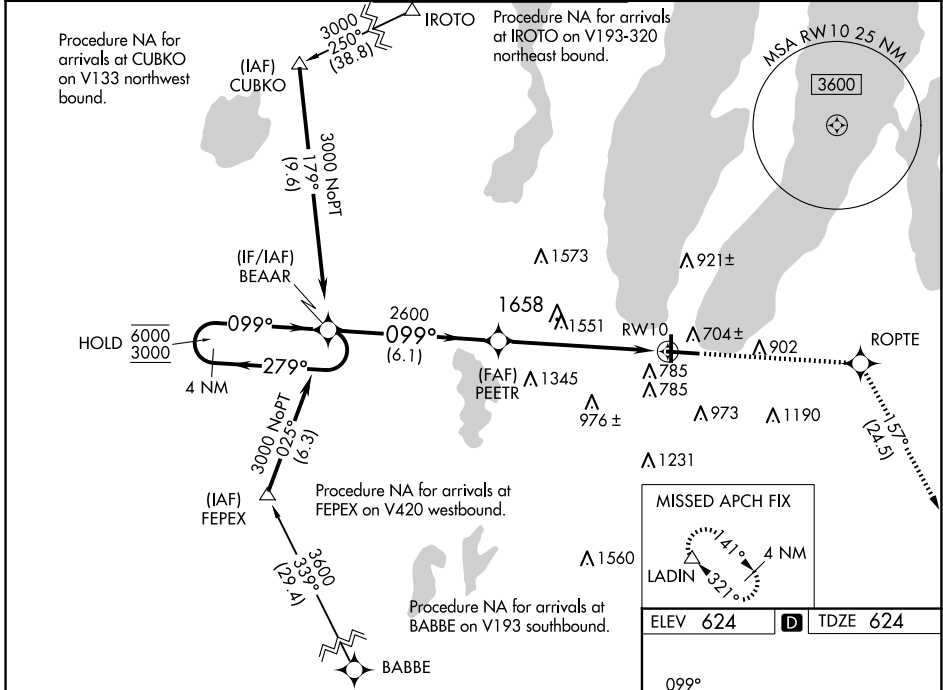 Procedure NA for
arrivals at CUBKO
on V133 northwest
bound.
3000
250°
(38.8)
IROTO
Procedure NA for arrivals
at IROTO on V193-320
northeast bound.
MSA RW10 25 NM
3600
(IAF)
CUBKO
3000 NoPT
179°
(9.6)
(IF/IAF)
BEAAR
HOLD
6000
3000
099°
279°
4 NM
2600
099°
(6.1)
1573
1658
1551
921±
RW10
704±
902
ROPTE
(FAF)
PEETR
1345
976 ±
785
785
973
1190
1231
157°
(24.5)
3000 NoPT
025°
(6.3)
(IAF)
FEPEX
Procedure NA for arrivals at
FEPEX on V420 westbound.
3600
339°
(29.4)
1560
Procedure NA for arrivals at
BABBE on V193 southbound.
BABBE
MISSED APCH FIX
141°
4 NM
LADIN
321°
ELEV 624
D
TDZE 624
099°